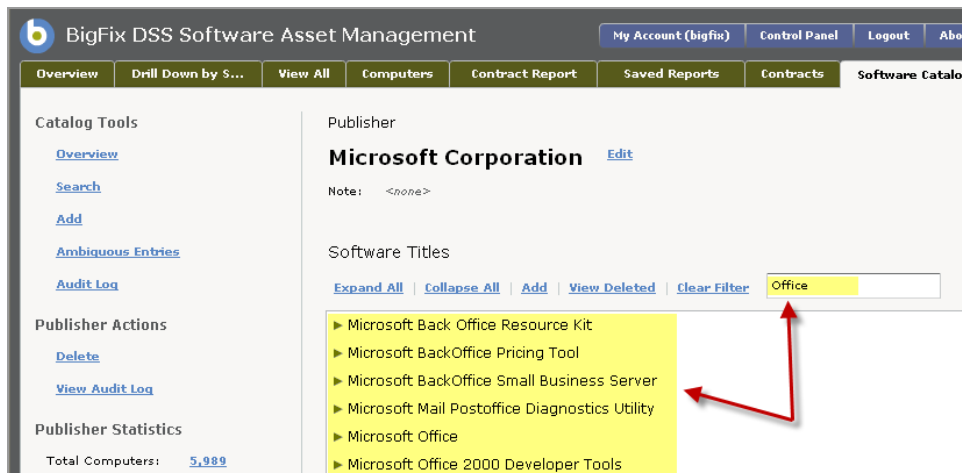 BigFix DSS Software Asset Management
My Account (bigfix) Control Panel Logout
Overview Drill Down by S... View All Computers Contract Report Saved Reports Contracts Software
Catalog Tools
Overview
Search
Add
Ambiguous Entries
Audit Log
Publisher Actions
Delete
View Audit Log
Publisher Statistics
Total Computers: 5,989
Publisher
Microsoft Corporation Edit
Note: <none>
Software Titles
Expand All | Collapse All | Add | View Deleted | Clear Filter Office
Microsoft Back Office Resource Kit
Microsoft BackOffice Pricing Tool
Microsoft BackOffice Small Business Server
Microsoft Mail Postoffice Diagnostics Utility
Microsoft Office
Microsoft Office 2000 Developer Tools